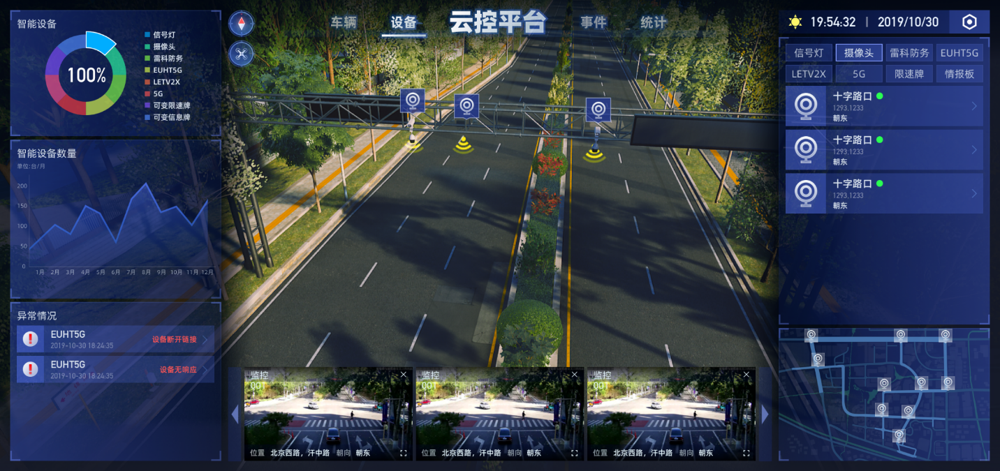 车辆
设备
云控平台
事件
统计
19:54:32 | 2019/10/30
智能设备
100%
信号灯
摄像头
雷科防务
EUHT5G
LETV2X
5G
可变限速牌
可变信息牌
智能设备数量
单位:台/月
200
150
100
50
0
1月 2月 3月 4月 5月 6月 7月 8月 9月 10月 11月 12月
异常情况
EUHT5G
2019-10-30 18:24:35
设备断开链接
EUHT5G
2019-10-30 18:24:35
设备无响应
信号灯 摄像头 雷科防务 EUHT5G
LETV2X 5G 限速牌 情报板
十字路口
1293,1233
朝东
十字路口
1293,1233
朝东
十字路口
1293,1233
朝东
监控
001
位置 北京西路，汗中路 朝向 朝东
监控
001
位置 北京西路，汗中路 朝向 朝东
监控
001
位置 北京西路，汗中路 朝向 朝东